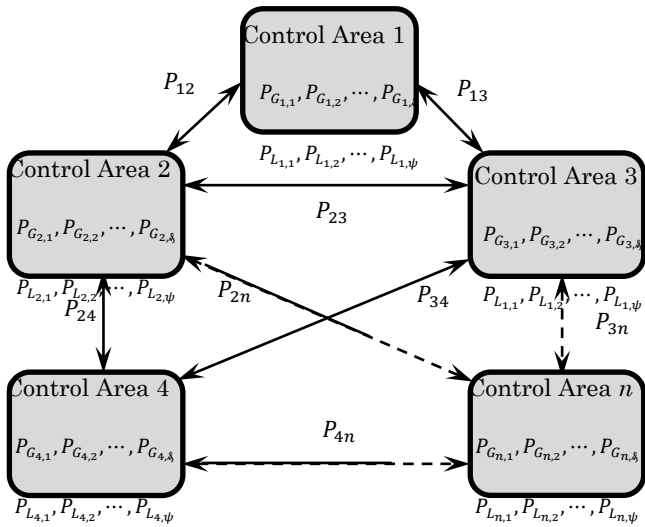 Control Area 1
P_{G_{1,1}}, P_{G_{1,2}}, ⋯, P_{G_{1,𝓈}}
P_{12}
P_{13}
P_{L_{1,1}}, P_{L_{1,2}}, ⋯, P_{L_{1,ψ}}
Control Area 2
Control Area 3
P_{23}
P_{G_{2,1}}, P_{G_{2,2}}, ⋯, P_{G_{2,𝓈}}
P_{G_{3,1}}, P_{G_{3,2}}, ⋯, P_{G_{3,𝓈}}
P_{L_{2,1}}, P_{L_{2,2}}, ⋯, P_{L_{2,ψ}}
P_{2n}
P_{34}
P_{L_{1,1}}, P_{L_{1,2}}, ⋯, P_{L_{1,ψ}}
P_{24}
P_{3n}
Control Area 4
Control Area n
P_{4n}
P_{G_{4,1}}, P_{G_{4,2}}, ⋯, P_{G_{4,𝓈}}
P_{G_{n,1}}, P_{G_{n,2}}, ⋯, P_{G_{n,𝓈}}
P_{L_{4,1}}, P_{L_{4,2}}, ⋯, P_{L_{4,ψ}}
P_{L_{n,1}}, P_{L_{n,2}}, ⋯, P_{L_{n,ψ}}